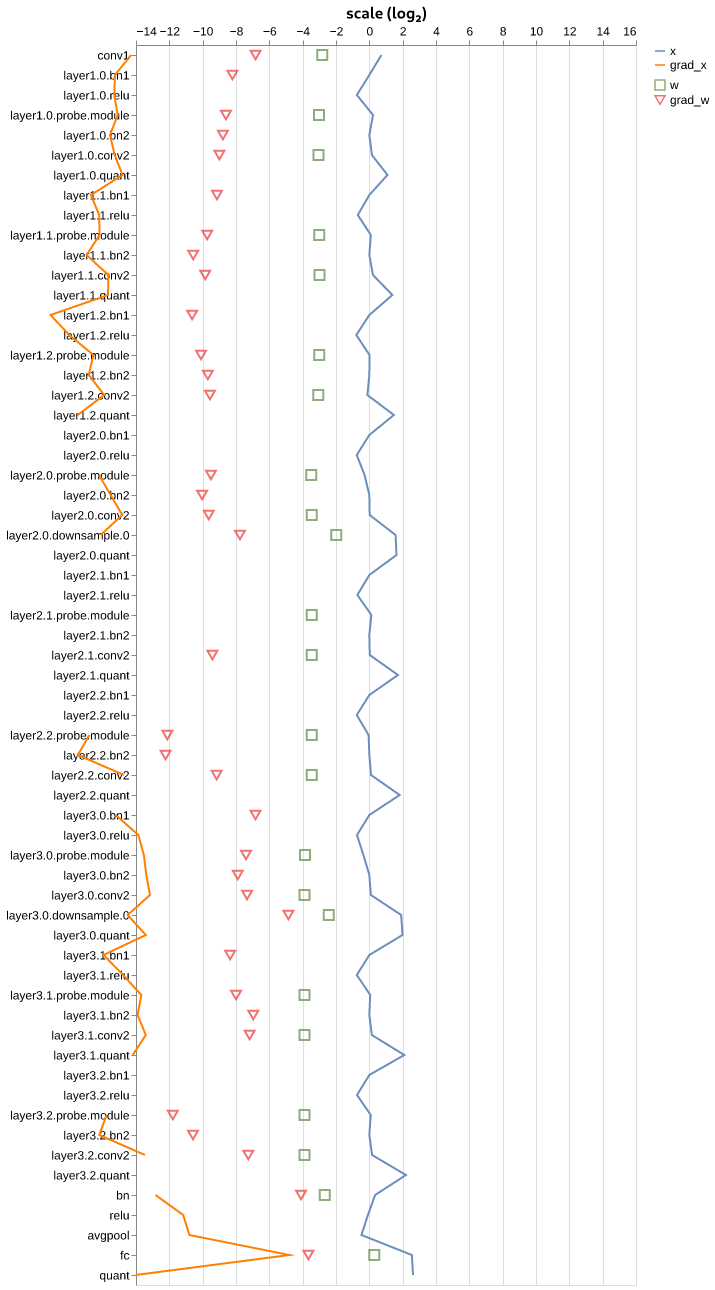 scale (log₂)
−14 −12 −10 −8 −6 −4 −2 0 2 4 6 8 10 12 14 16
x
grad_x
w
grad_w
conv1
layer1.0.bn1
layer1.0.relu
layer1.0.probe.module
layer1.0.bn2
layer1.0.conv2
layer1.0.quant
layer1.1.bn1
layer1.1.relu
layer1.1.probe.module
layer1.1.bn2
layer1.1.conv2
layer1.1.quant
layer1.2.bn1
layer1.2.relu
layer1.2.probe.module
layer1.2.bn2
layer1.2.conv2
layer1.2.quant
layer2.0.bn1
layer2.0.relu
layer2.0.probe.module
layer2.0.bn2
layer2.0.conv2
layer2.0.downsample.0
layer2.0.quant
layer2.1.bn1
layer2.1.relu
layer2.1.probe.module
layer2.1.bn2
layer2.1.conv2
layer2.1.quant
layer2.2.bn1
layer2.2.relu
layer2.2.probe.module
layer2.2.bn2
layer2.2.conv2
layer2.2.quant
layer3.0.bn1
layer3.0.relu
layer3.0.probe.module
layer3.0.bn2
layer3.0.conv2
layer3.0.downsample.0
layer3.0.quant
layer3.1.bn1
layer3.1.relu
layer3.1.probe.module
layer3.1.bn2
layer3.1.conv2
layer3.1.quant
layer3.2.bn1
layer3.2.relu
layer3.2.probe.module
layer3.2.bn2
layer3.2.conv2
layer3.2.quant
bn
relu
avgpool
fc
quant